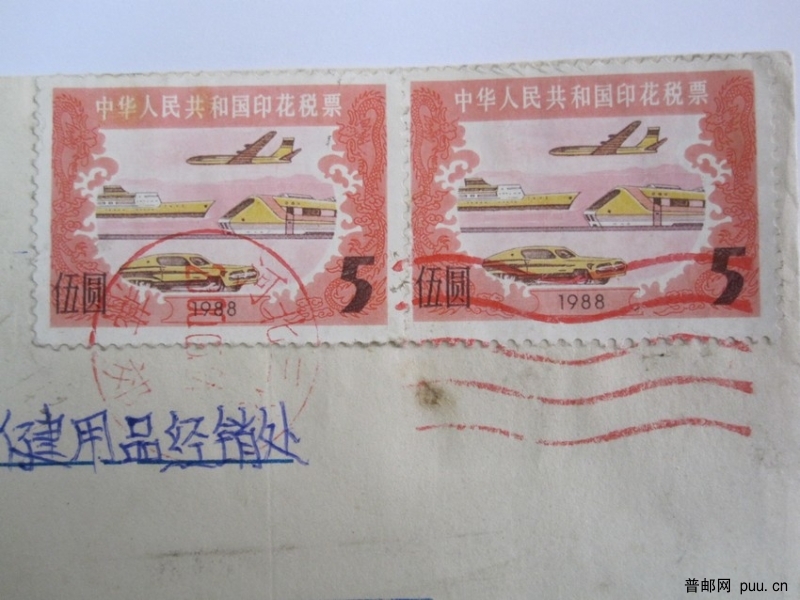 中华人民共和国印花税票
伍圆
1988
5
中华人民共和国印花税票
伍圆
1988
5
健用品经销处
普邮网 puu.cn